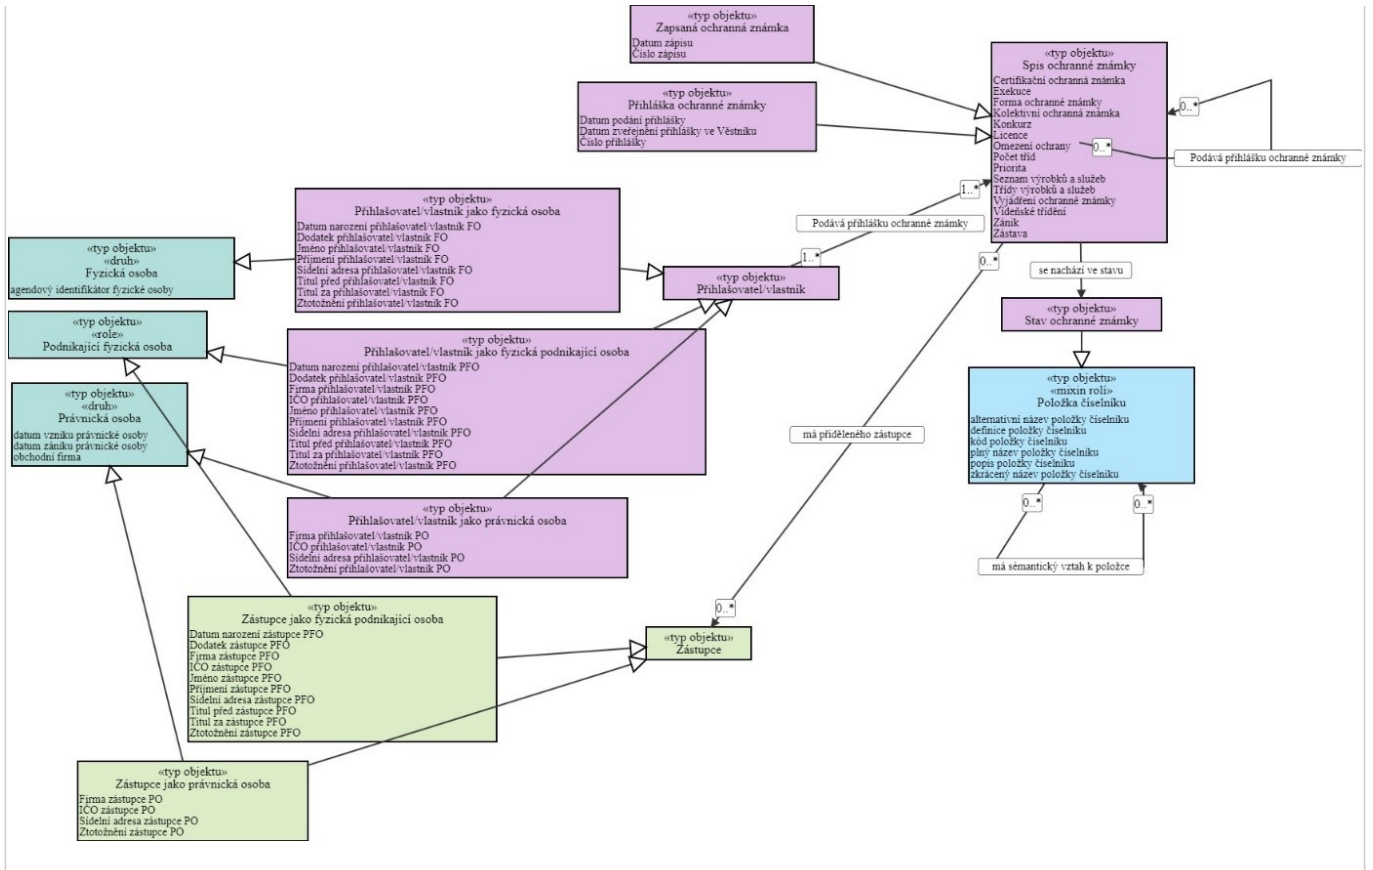 «typ objektu»
Zapsaná ochranná známka
Datum zápisu
Číslo zápisu
«typ objektu»
Přihláška ochranné známky
Datum podání přihlášky
Datum zveřejnění přihlášky ve Věstníku
Číslo přihlášky
«typ objektu»
Spis ochranné známky
Certifikační ochranná známka
Exekuce
Forma ochranné známky
Kolektivní ochranná známka
Konkurz
Licence
Omezení ochrany
Počet tříd
Priorita
Seznam výrobků a služeb
Třídy výrobků a služeb
Vyjádření ochranné známky
Vídeňské třídění
Zánik
Zástava
0..*
0..*
Podává přihlášku ochranné známky
1..*
Podává přihlášku ochranné známky
1..*
0..*
«typ objektu»
Přihlašovatel/vlastník jako fyzická osoba
Datum narození přihlašovatel/vlastník FO
Dodatek přihlašovatel/vlastník FO
Jméno přihlašovatel/vlastník FO
Příjmení přihlašovatel/vlastník FO
Sídelní adresa přihlašovatel/vlastník FO
Titul před přihlašovatel/vlastník FO
Titul za přihlašovatel/vlastník FO
Ztotožnění přihlašovatel/vlastník FO
«typ objektu»
«druh»
Fyzická osoba
agendový identifikátor fyzické osoby
«typ objektu»
Přihlašovatel/vlastník
se nachází ve stavu
«typ objektu»
Stav ochranné známky
«typ objektu»
«role»
Podnikající fyzická osoba
«typ objektu»
Přihlašovatel/vlastník jako fyzická podnikající osoba
Datum narození přihlašovatel/vlastník PFO
Dodatek přihlašovatel/vlastník PFO
Firma přihlašovatel/vlastník PFO
IČO přihlašovatel/vlastník PFO
Jméno přihlašovatel/vlastník PFO
Příjmení přihlašovatel/vlastník PFO
Sídelní adresa přihlašovatel/vlastník PFO
Titul před přihlašovatel/vlastník PFO
Titul za přihlašovatel/vlastník PFO
Ztotožnění přihlašovatel/vlastník PFO
«typ objektu»
«druh»
Právnická osoba
datum vzniku právnické osoby
datum zániku právnické osoby
obchodní firma
«typ objektu»
«mixin rolí»
Položka číselníku
alternativní název položky číselníku
definice položky číselníku
kód položky číselníku
plný název položky číselníku
popis položky číselníku
zkrácený název položky číselníku
0..*
0..*
má sémantický vztah k položce
má přiděleného zástupce
«typ objektu»
Přihlašovatel/vlastník jako právnická osoba
Firma přihlašovatel/vlastník PO
IČO přihlašovatel/vlastník PO
Sídelní adresa přihlašovatel/vlastník PO
Ztotožnění přihlašovatel/vlastník PO
«typ objektu»
Zástupce jako fyzická podnikající osoba
Datum narození zástupce PFO
Dodatek zástupce PFO
Firma zástupce PFO
IČO zástupce PFO
Jméno zástupce PFO
Příjmení zástupce PFO
Sídelní adresa zástupce PFO
Titul před zástupce PFO
Titul za zástupce PFO
Ztotožnění zástupce PFO
0..*
«typ objektu»
Zástupce
«typ objektu»
Zástupce jako právnická osoba
Firma zástupce PO
IČO zástupce PO
Sídelní adresa zástupce PO
Ztotožnění zástupce PO